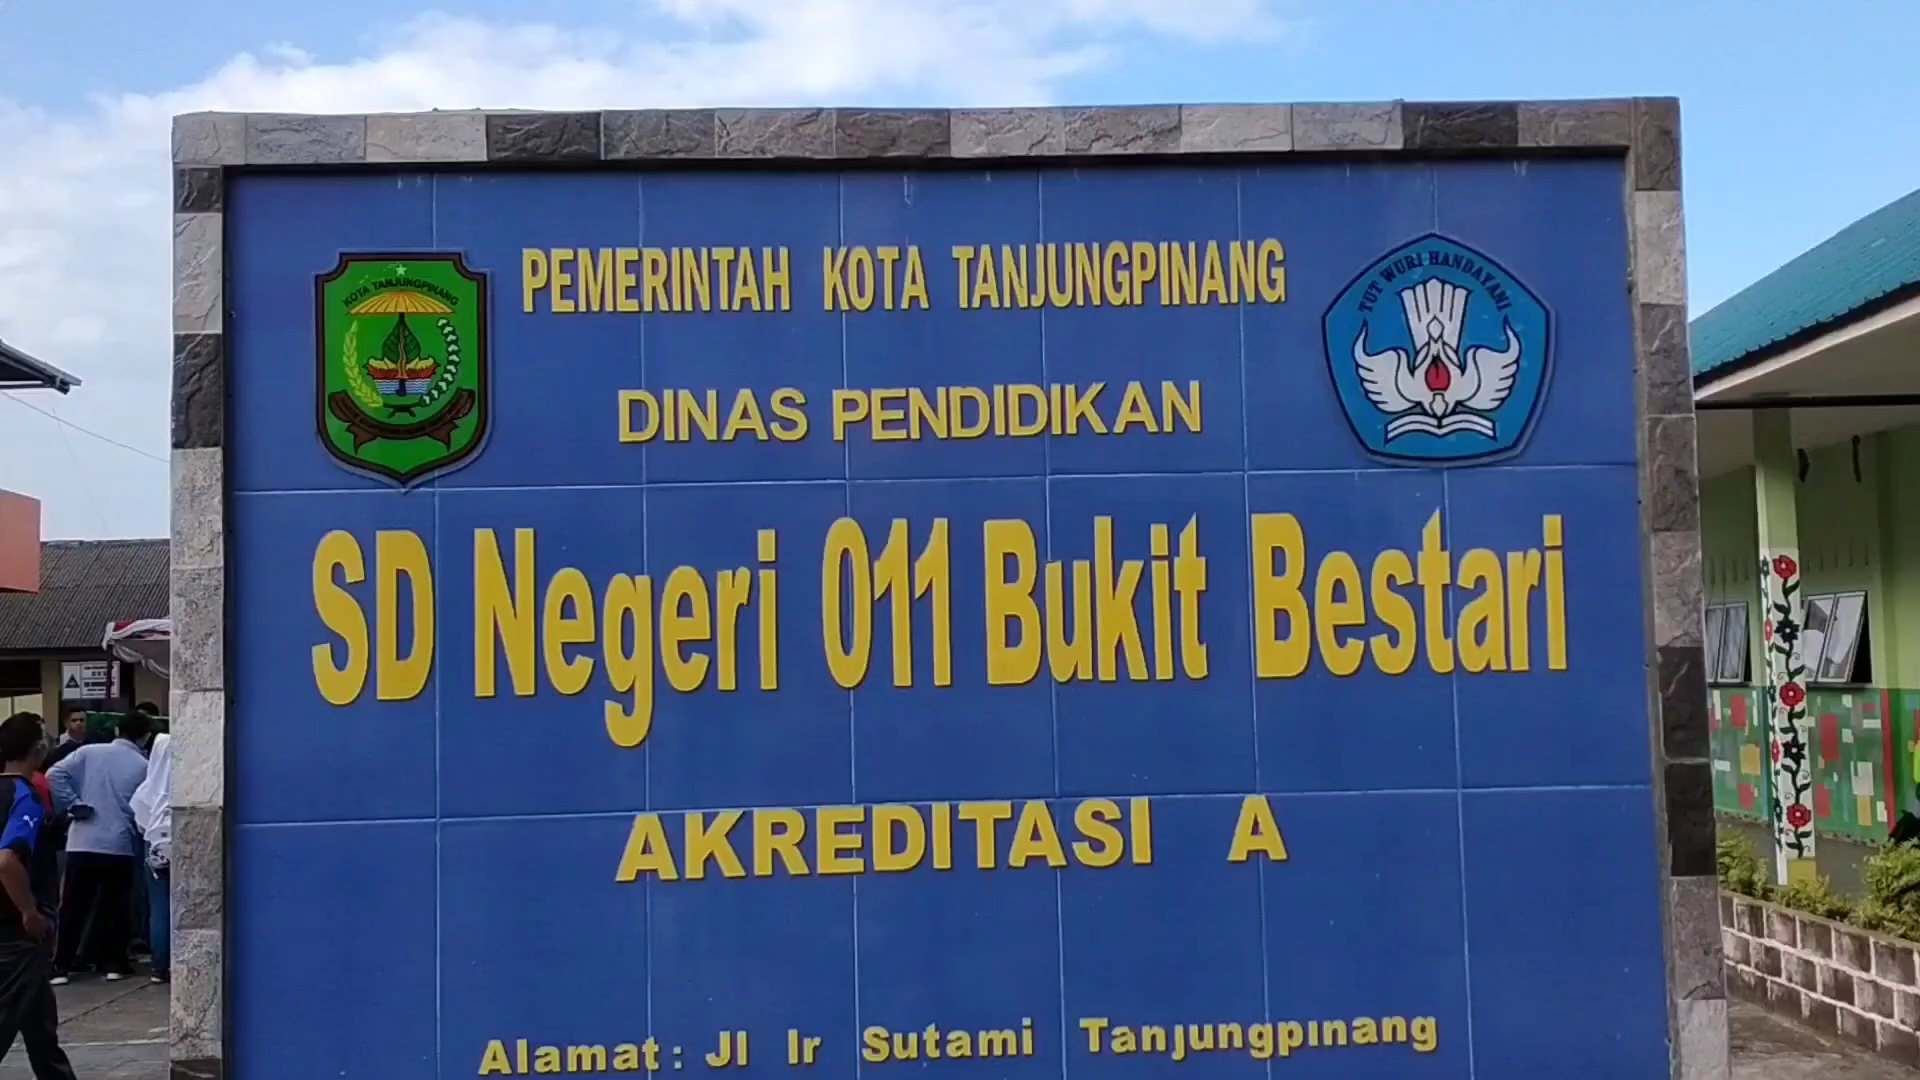 KOTA TANJUNGPINANG
PEMERINTAH KOTA TANJUNGPINANG
TUT WURI HANDAYANI
DINAS PENDIDIKAN
SD Negeri 011 Bukit Bestari
AKREDITASI A
Alamat : Jl Ir Sutami Tanjungpinang